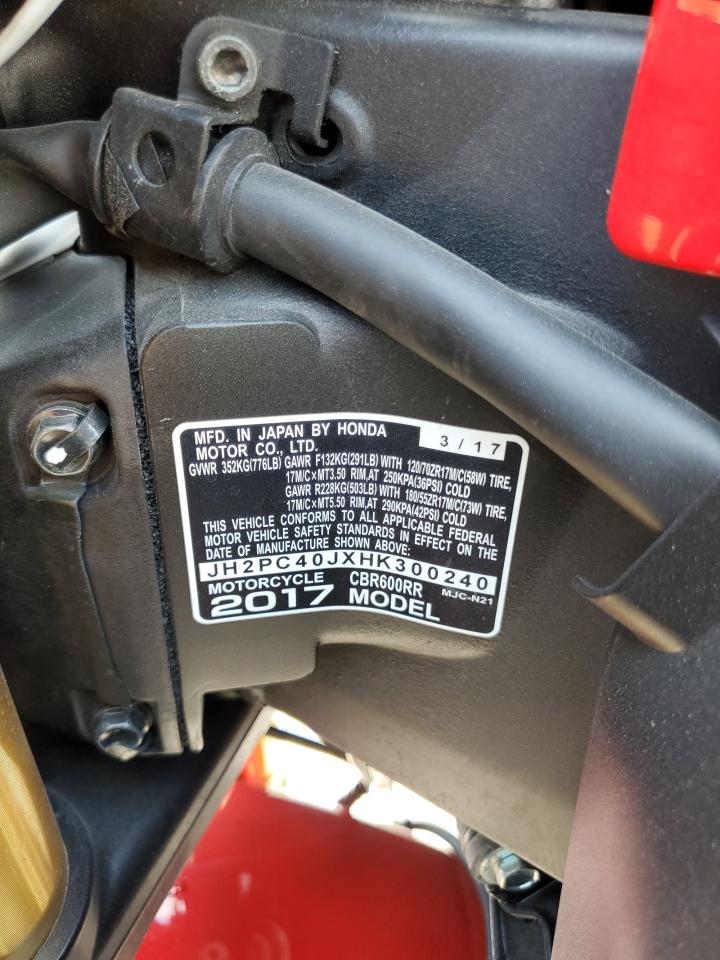 MFD. IN JAPAN BY HONDA
MOTOR CO., LTD.
3 / 17
GVWR 352KG(776LB) GAWR F132KG(291LB) WITH 120/70ZR17M/C(58W) TIRE,
17M/C×MT3.50 RIM,AT 250KPA(36PSI) COLD
GAWR R228KG(503LB) WITH 180/55ZR17M/C(73W) TIRE,
17M/C×MT5.50 RIM,AT 290KPA(42PSI) COLD
THIS VEHICLE CONFORMS TO ALL APPLICABLE FEDERAL
MOTOR VEHICLE SAFETY STANDARDS IN EFFECT ON THE
DATE OF MANUFACTURE SHOWN ABOVE:
JH2PC40JXHK300240
MOTORCYCLE CBR600RR MJC-N21
2017 MODEL